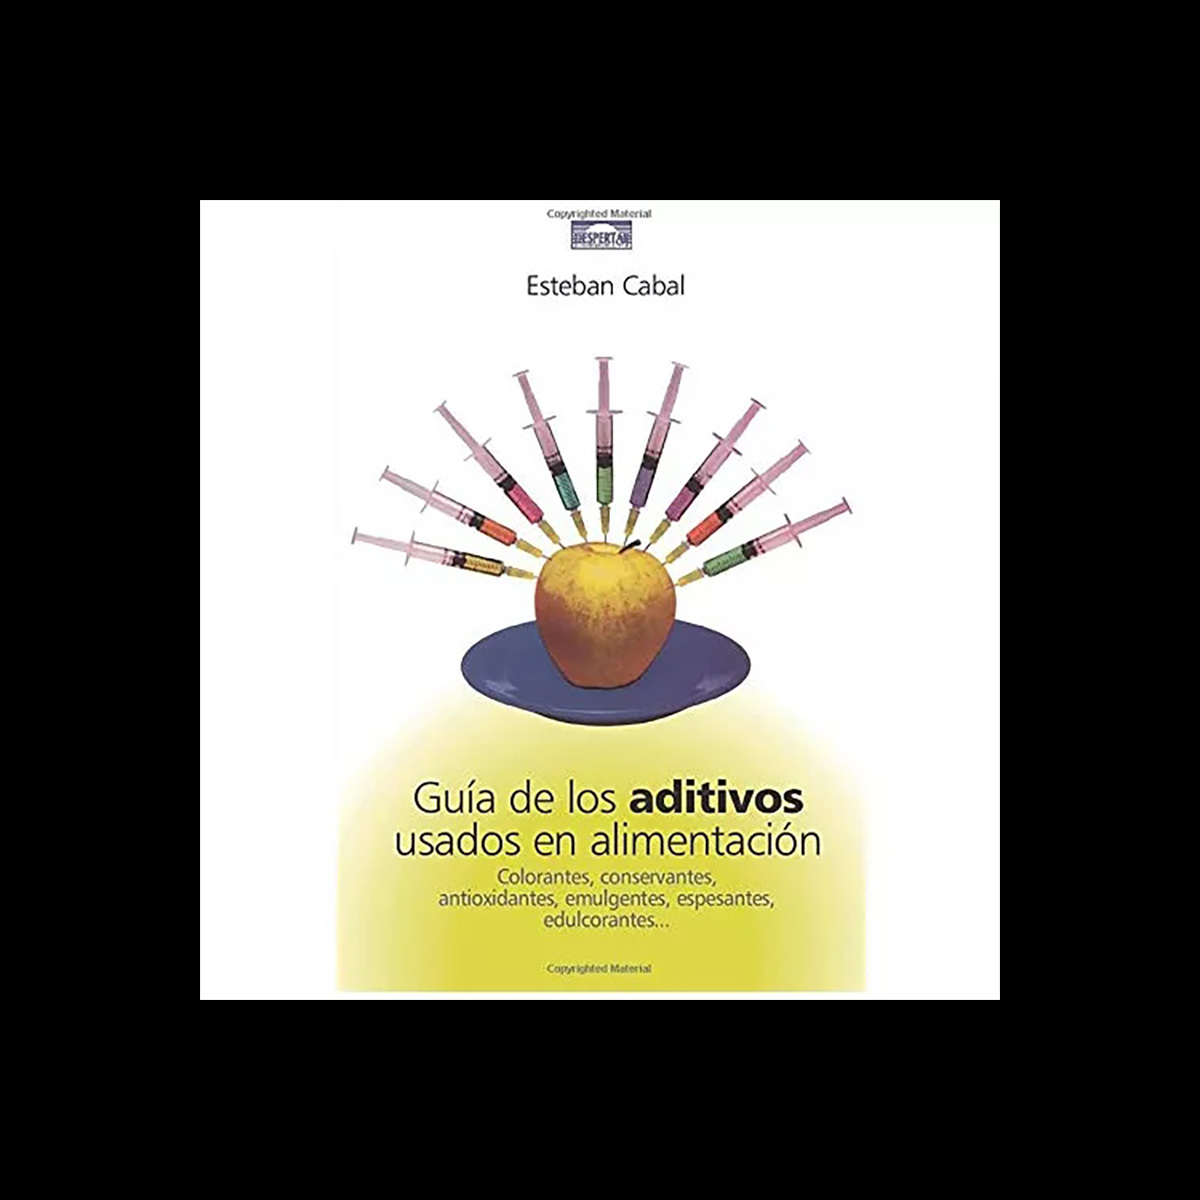 Copyrighted Material
DESPERTAR
Esteban Cabal
Guía de los aditivos
usados en alimentación
Colorantes, conservantes,
antioxidantes, emulgentes, espesantes,
edulcorantes...
Copyrighted Material